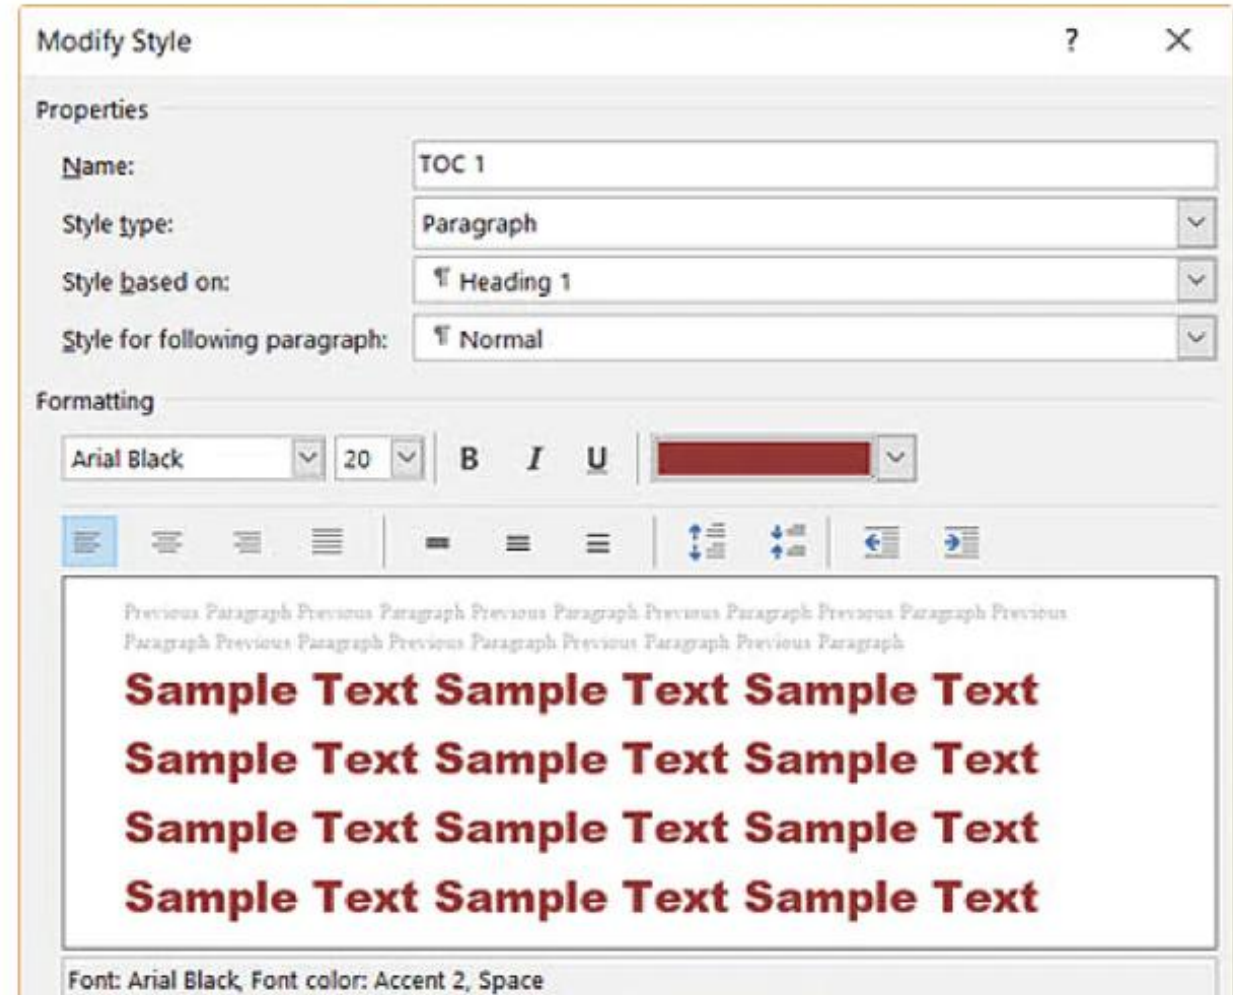 Modify Style ? ×
Properties
Name: TOC 1
Style type: Paragraph
Style based on: ¶ Heading 1
Style for following paragraph: ¶ Normal
Formatting
Arial Black 20 B I U
Previous Paragraph Previous Paragraph Previous Paragraph Previous Paragraph Previous Paragraph Previous
Paragraph Previous Paragraph Previous Paragraph Previous Paragraph Previous Paragraph
Sample Text Sample Text Sample Text
Sample Text Sample Text Sample Text
Sample Text Sample Text Sample Text
Sample Text Sample Text Sample Text
Font: Arial Black, Font color: Accent 2, Space